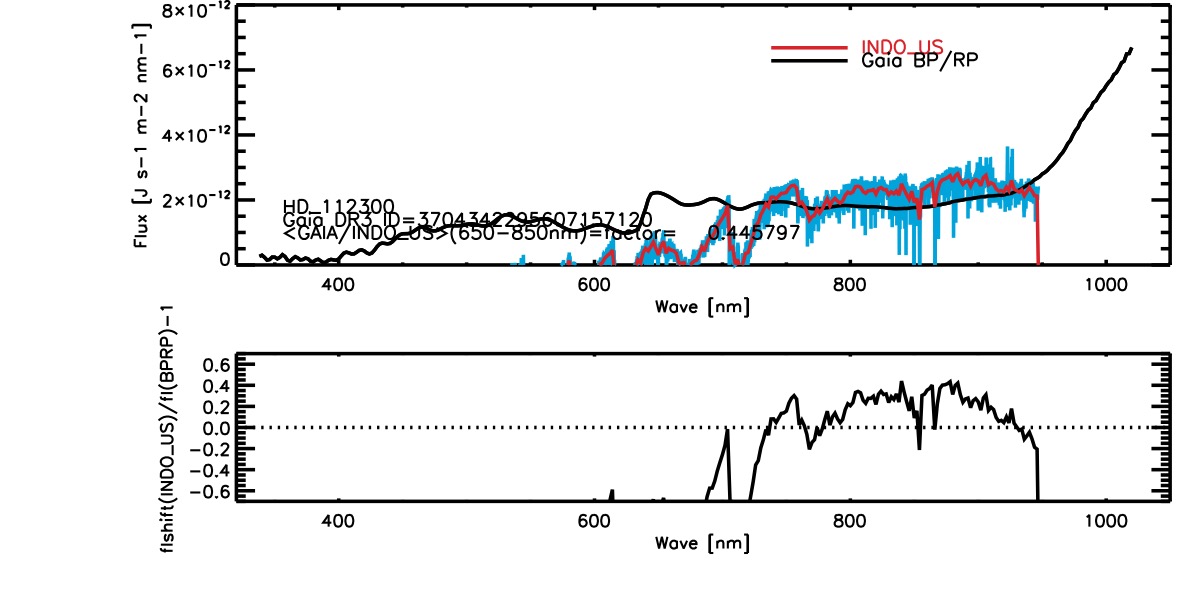 8×10⁻¹²
6×10⁻¹²
4×10⁻¹²
2×10⁻¹²
0
Flux [J s-1 m-2 nm-1]
INDO_US
Gaia BP/RP
HD_112300
Gaia DR3 ID=3704342295607157120
<GAIA/INDO_US>(650-850nm)=factor= 0.445797
400 600 800 1000
Wave [nm]
flshift(INDO_US)/fl(BPRP)-1
0.6
0.4
0.2
0.0
-0.2
-0.4
-0.6
400 600 800 1000
Wave [nm]